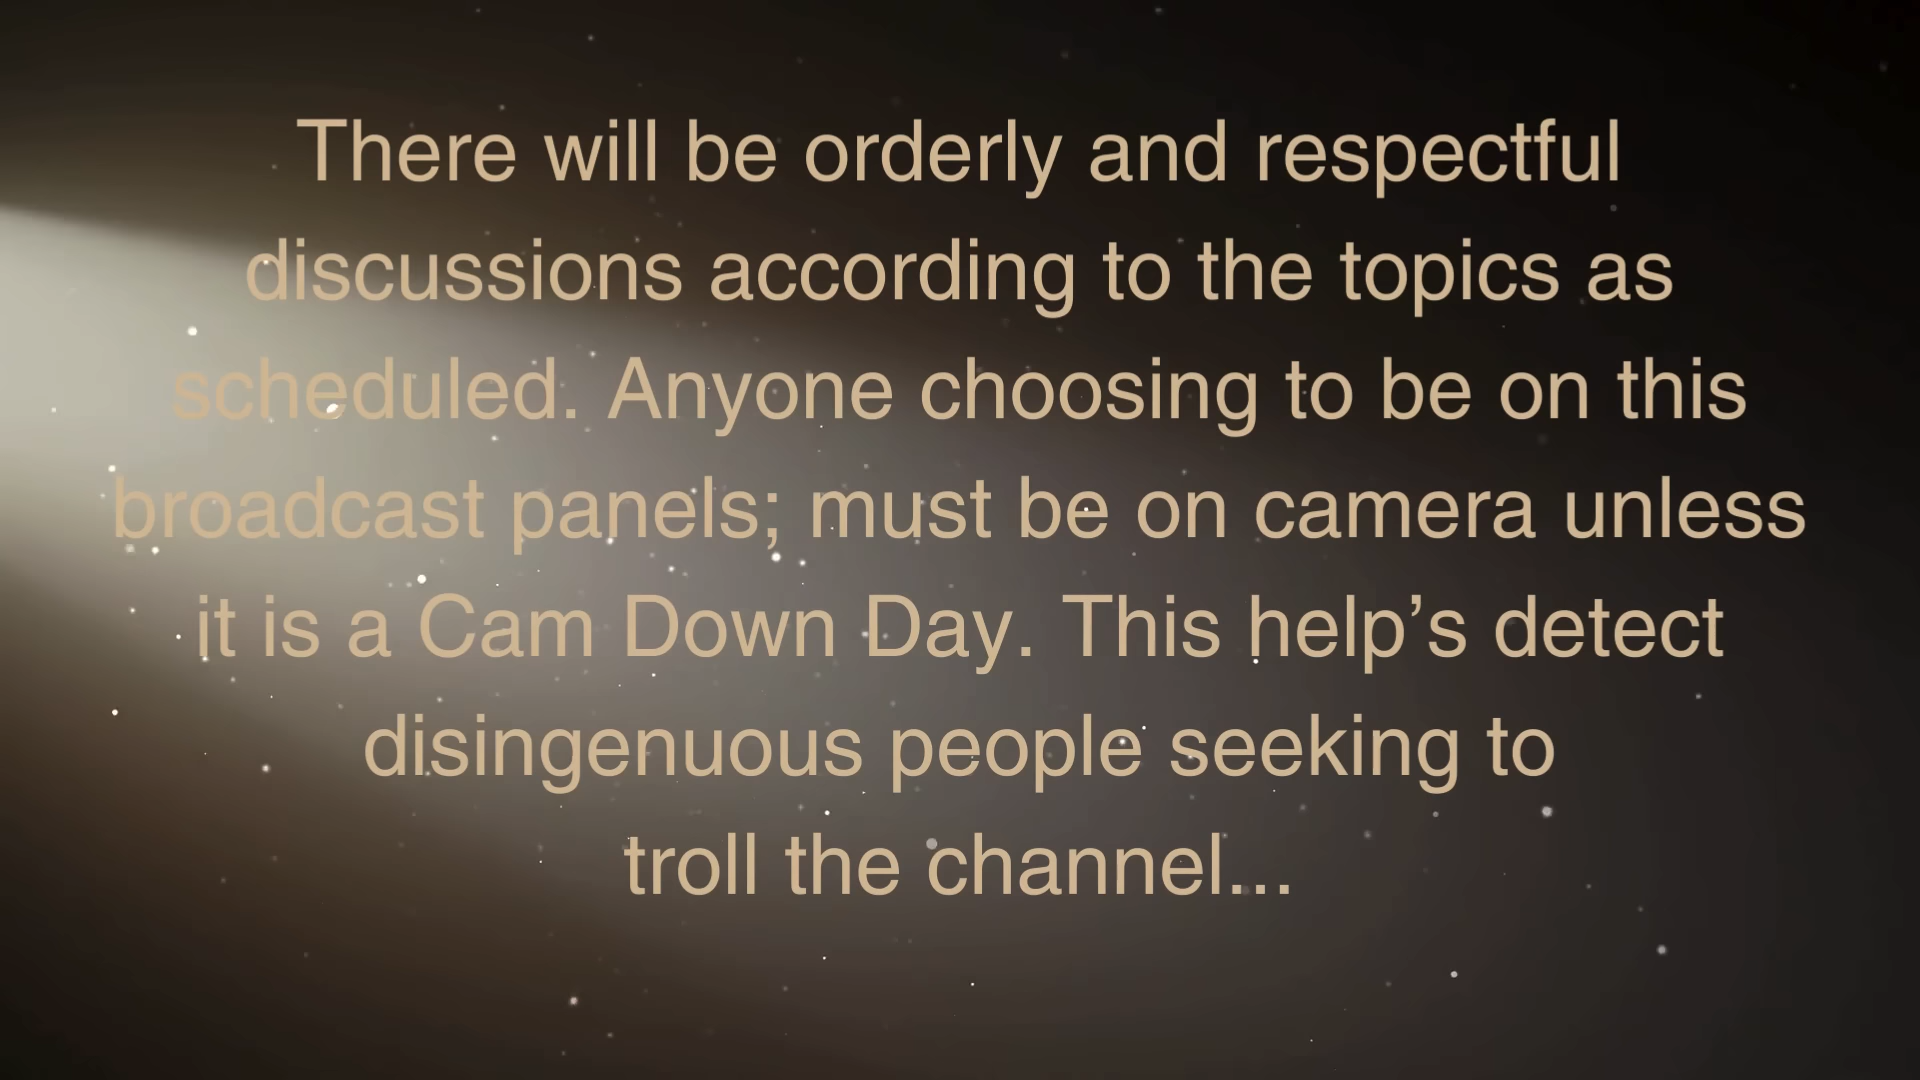 There will be orderly and respectful
discussions according to the topics as
scheduled. Anyone choosing to be on this
broadcast panels; must be on camera unless
it is a Cam Down Day. This help’s detect
disingenuous people seeking to
troll the channel...